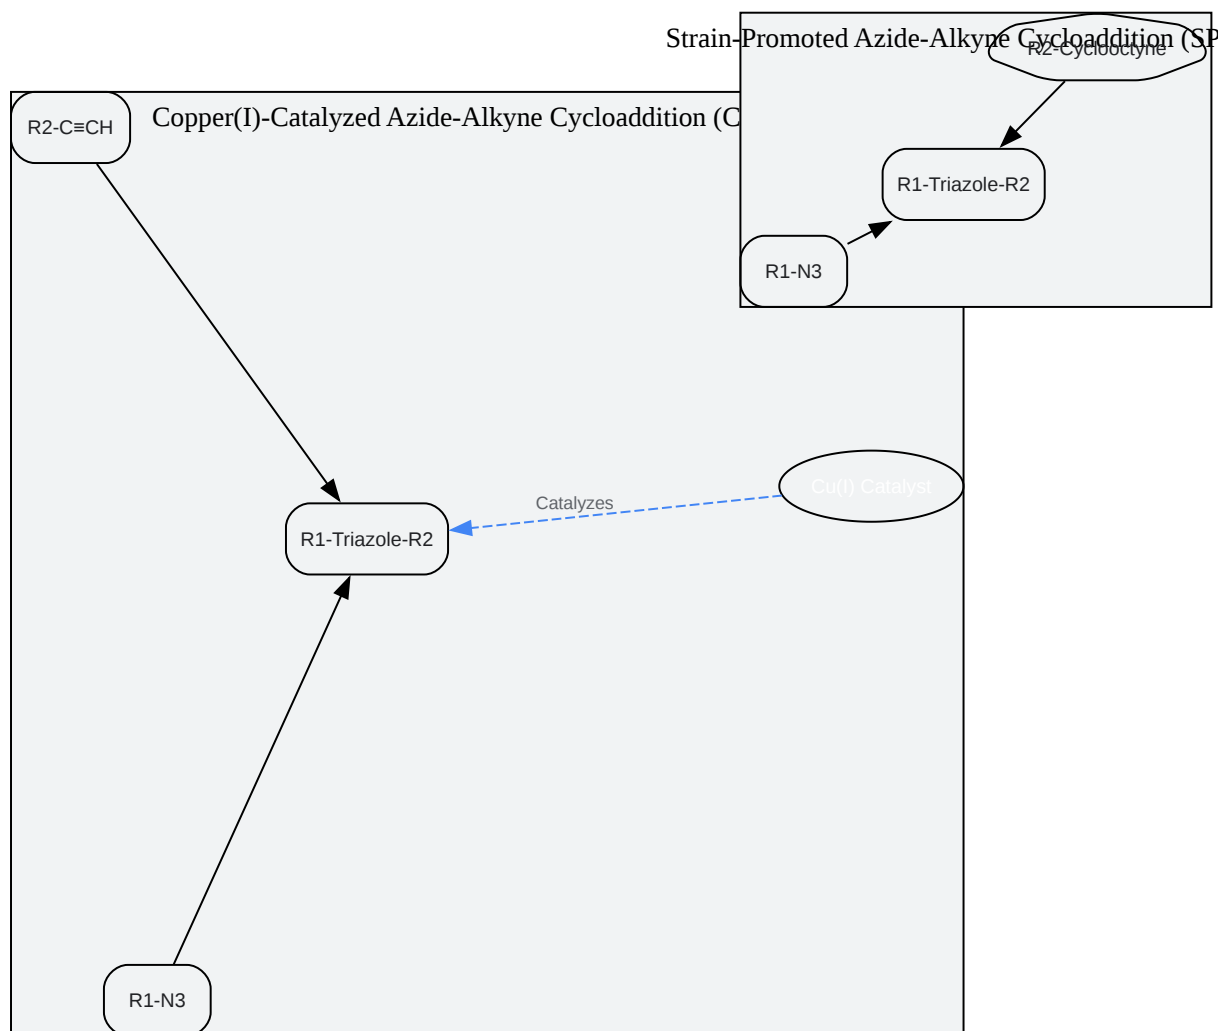 Strain-Promoted Azide-Alkyne Cycloaddition (SP
R2-Cyclooctyne
R1-Triazole-R2
R1-N3
Copper(I)-Catalyzed Azide-Alkyne Cycloaddition (C
R2-C≡CH
Cu(I) Catalyst
Catalyzes
R1-Triazole-R2
R1-N3